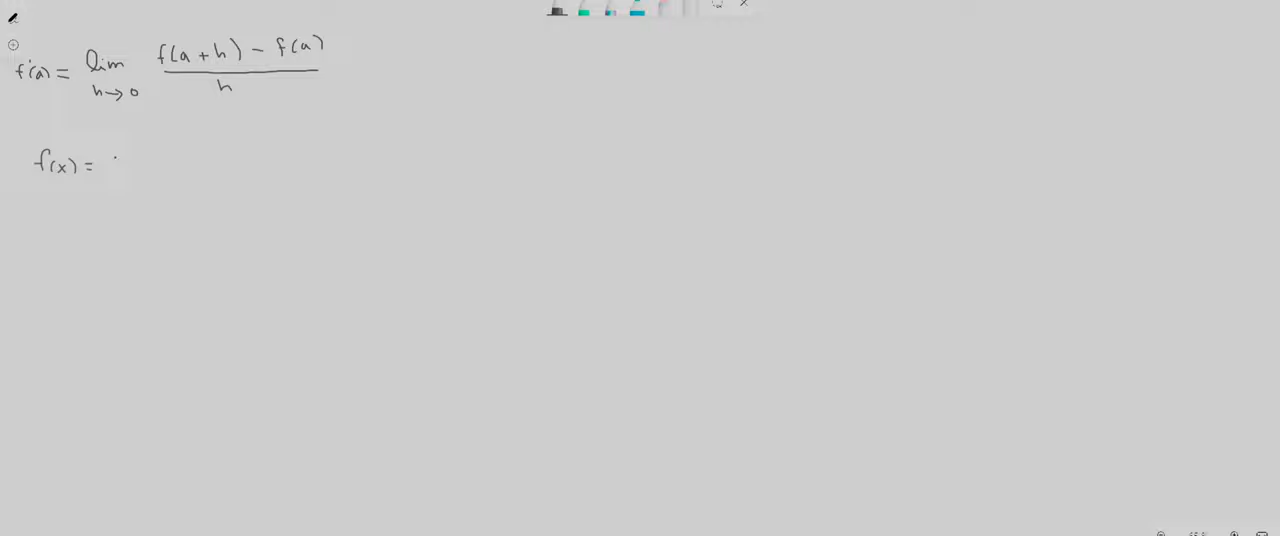 f'(a) = lim h→0 f(a+h) - f(a) / h
f(x) =